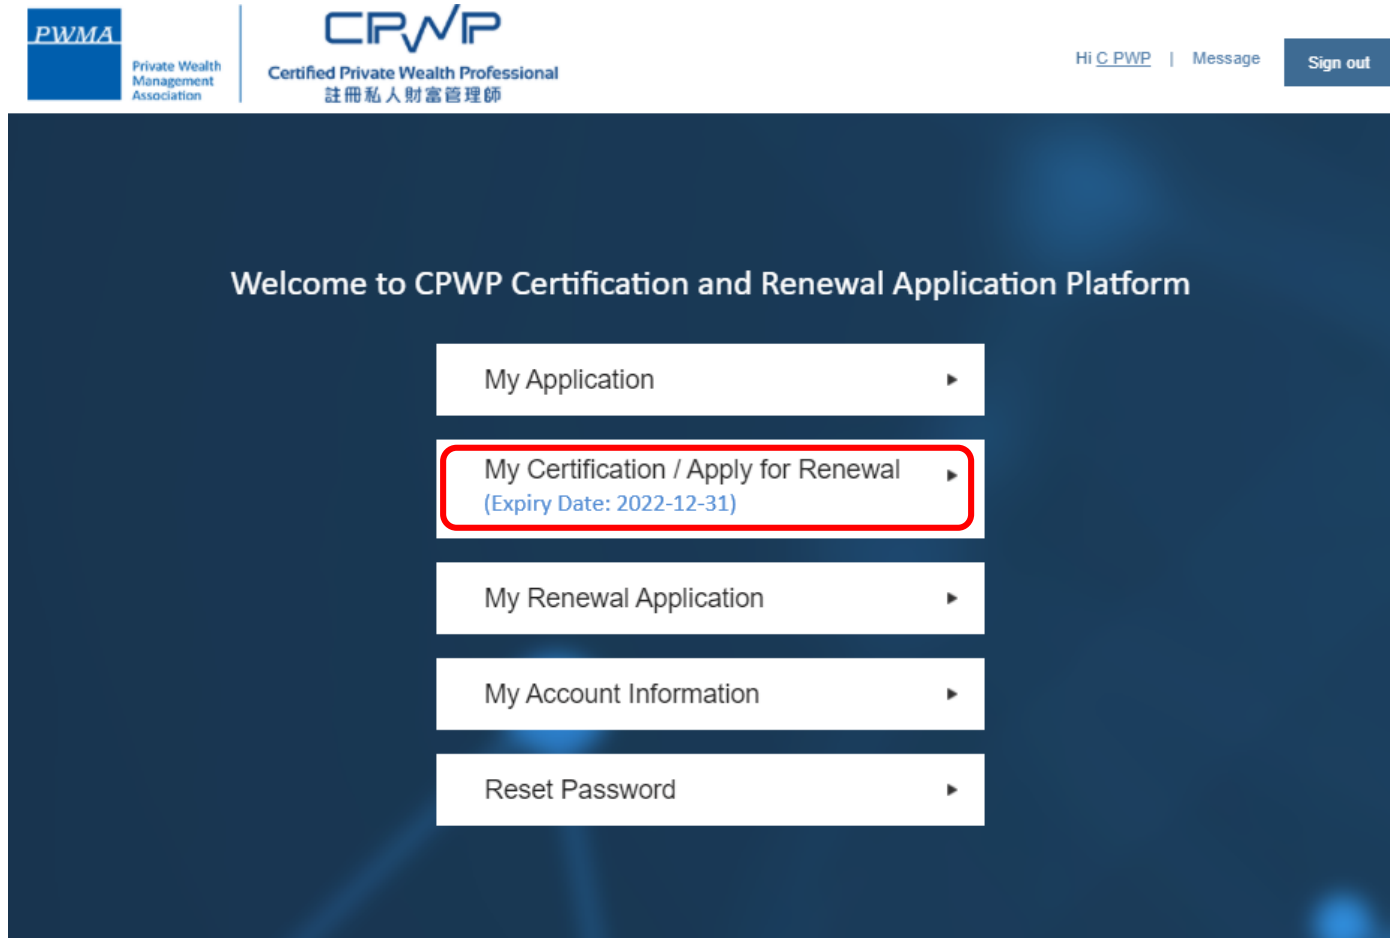 PWMA
Private Wealth
Management
Association
CPWP
Certified Private Wealth Professional
註冊私人財富管理師
Hi C PWP | Message
Sign out
Welcome to CPWP Certification and Renewal Application Platform
My Application
My Certification / Apply for Renewal
(Expiry Date: 2022-12-31)
My Renewal Application
My Account Information
Reset Password